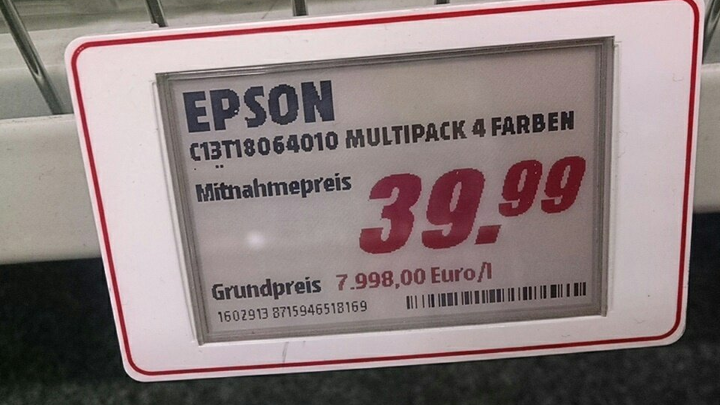 EPSON
C13T18064010 MULTIPACK 4 FARBEN
Mitnahmepreis
39.99
Grundpreis 7.998,00 Euro/l
1602913 8715946518169